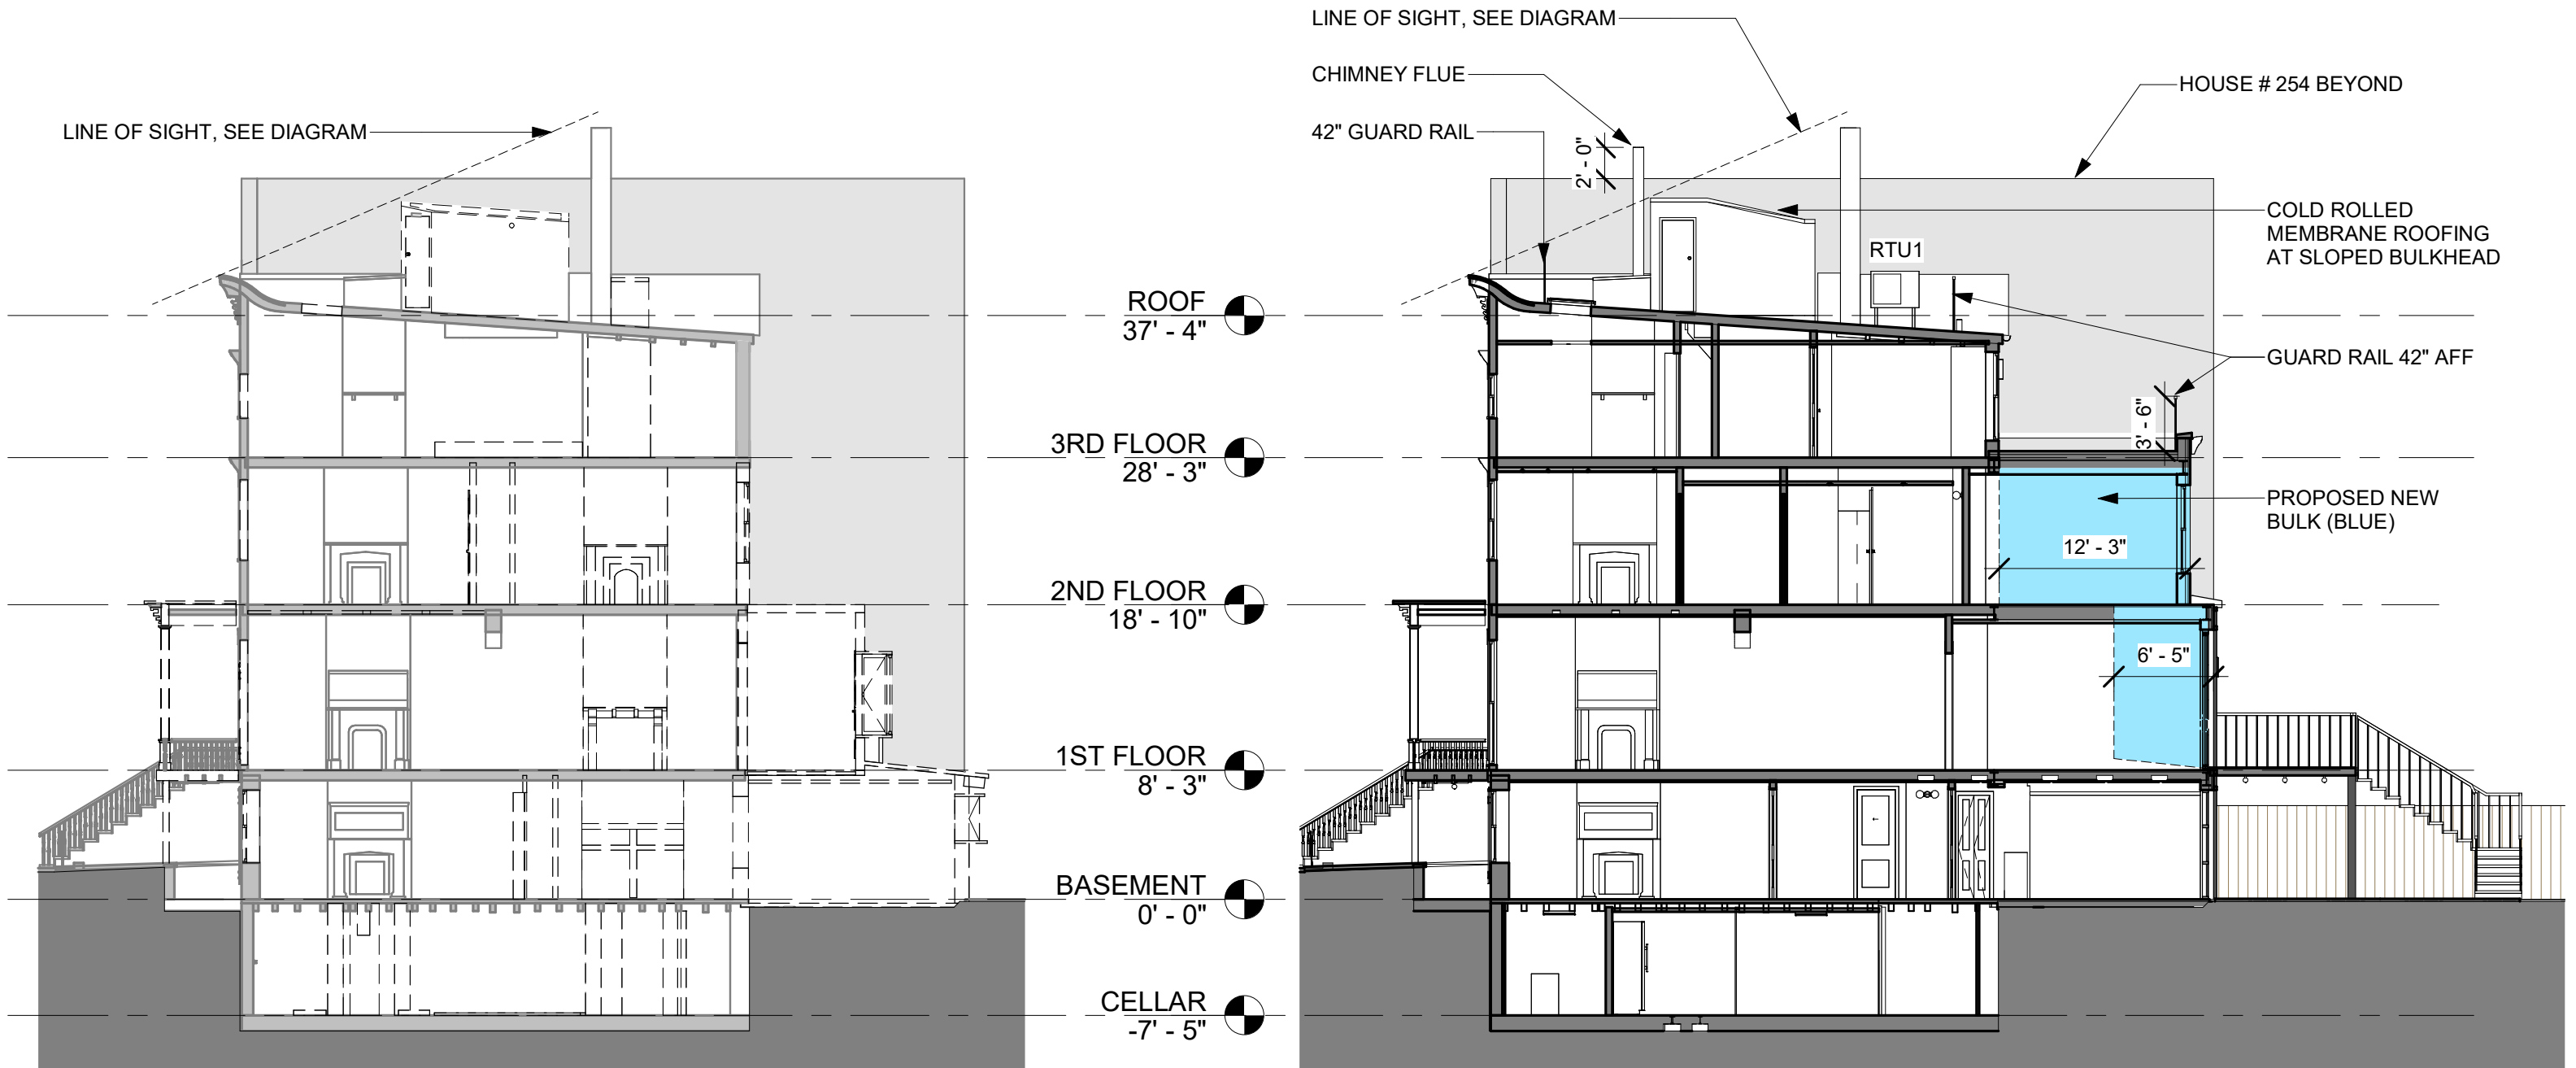 LINE OF SIGHT, SEE DIAGRAM
LINE OF SIGHT, SEE DIAGRAM
CHIMNEY FLUE
42" GUARD RAIL
2' - 0"
HOUSE # 254 BEYOND
COLD ROLLED
MEMBRANE ROOFING
AT SLOPED BULKHEAD
RTU1
ROOF
37' - 4"
GUARD RAIL 42" AFF
3' - 6"
3RD FLOOR
28' - 3"
PROPOSED NEW
BULK (BLUE)
12' - 3"
2ND FLOOR
18' - 10"
6' - 5"
1ST FLOOR
8' - 3"
BASEMENT
0' - 0"
CELLAR
-7' - 5"